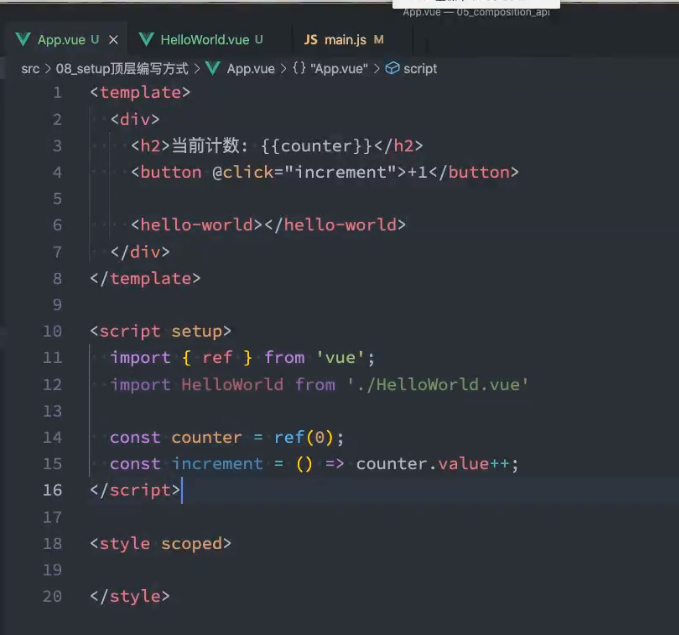 App.vue — 05_composition_api
App.vue U × HelloWorld.vue U JS main.js M
src > 08_setup顶层编写方式 > App.vue > {} "App.vue" > script
1 <template>
2 <div>
3 <h2>当前计数: {{counter}}</h2>
4 <button @click="increment">+1</button>
5
6 <hello-world></hello-world>
7 </div>
8 </template>
9
10 <script setup>
11 import { ref } from 'vue';
12 import HelloWorld from './HelloWorld.vue'
13
14 const counter = ref(0);
15 const increment = () => counter.value++;
16 </script>
17
18 <style scoped>
19
20 </style>